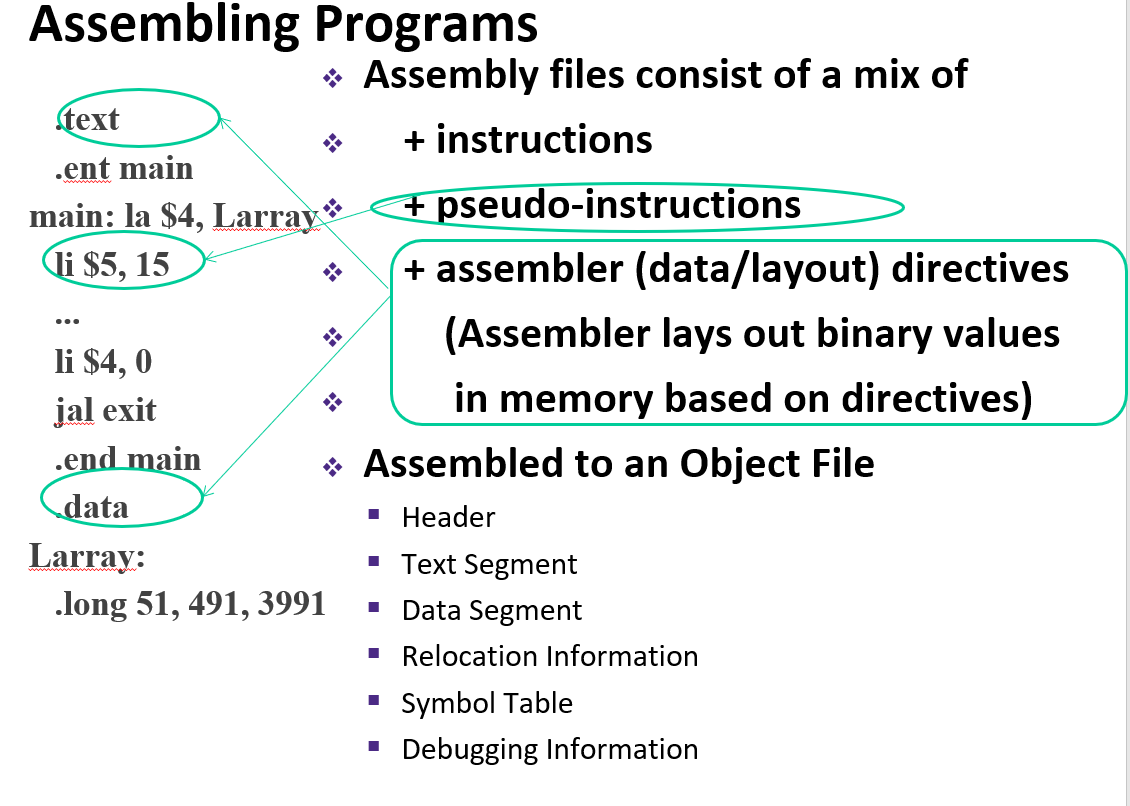 Assembling Programs
.text
.ent main
main: la $4, Larray
li $5, 15
...
li $4, 0
jal exit
.end main
.data
Larray:
.long 51, 491, 3991
Assembly files consist of a mix of
+ instructions
+ pseudo-instructions
+ assembler (data/layout) directives
(Assembler lays out binary values
in memory based on directives)
Assembled to an Object File
Header
Text Segment
Data Segment
Relocation Information
Symbol Table
Debugging Information